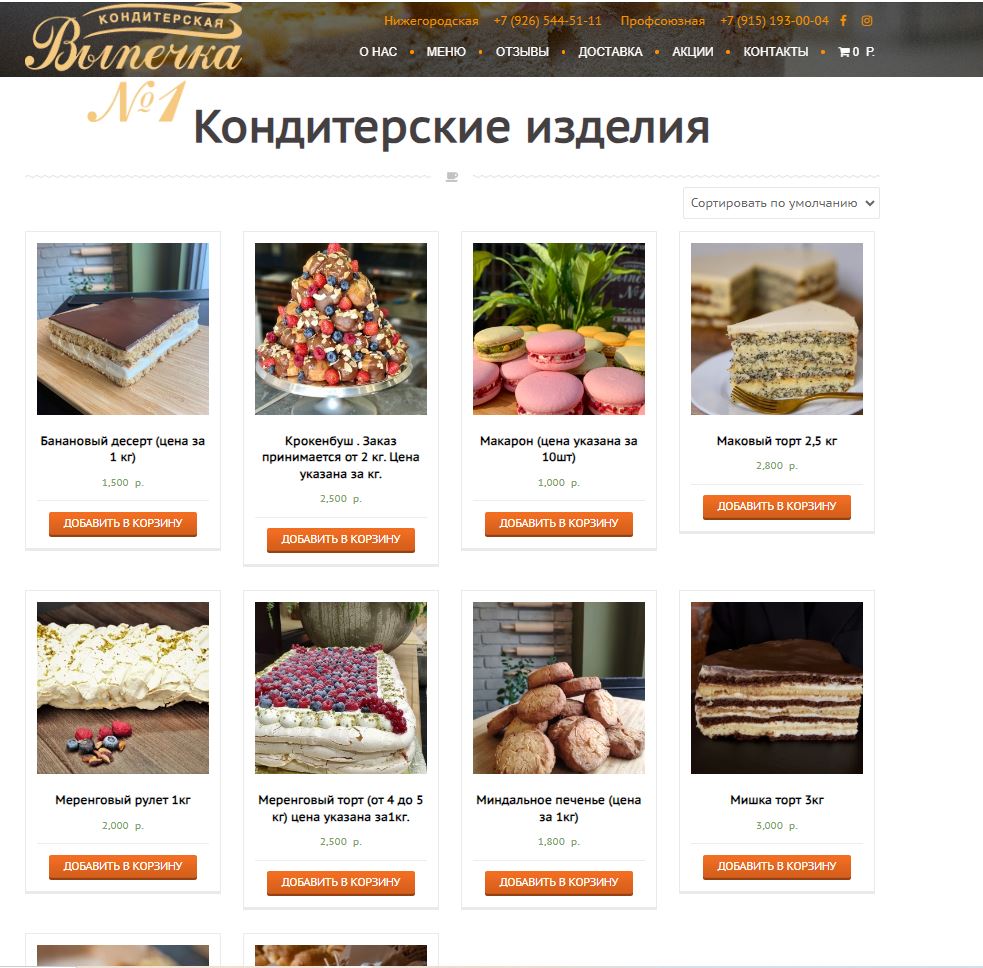 КОНДИТЕРСКАЯ
Выпечка
№1
Нижегородская +7 (926) 544-51-11 Профсоюзная +7 (915) 193-00-04
О НАС • МЕНЮ • ОТЗЫВЫ • ДОСТАВКА • АКЦИИ • КОНТАКТЫ • 0 Р.
Кондитерские изделия
Сортировать по умолчанию
Банановый десерт (цена за
1 кг)
1,500 р.
ДОБАВИТЬ В КОРЗИНУ
Крокенбуш . Заказ
принимается от 2 кг. Цена
указана за кг.
2,500 р.
ДОБАВИТЬ В КОРЗИНУ
Макарон (цена указана за
10шт)
1,000 р.
ДОБАВИТЬ В КОРЗИНУ
Маковый торт 2,5 кг
2,800 р.
ДОБАВИТЬ В КОРЗИНУ
Меренговый рулет 1кг
2,000 р.
ДОБАВИТЬ В КОРЗИНУ
Меренговый торт (от 4 до 5
кг) цена указана за1кг.
2,500 р.
ДОБАВИТЬ В КОРЗИНУ
Миндальное печенье (цена
за 1кг)
1,800 р.
ДОБАВИТЬ В КОРЗИНУ
Мишка торт 3кг
3,000 р.
ДОБАВИТЬ В КОРЗИНУ